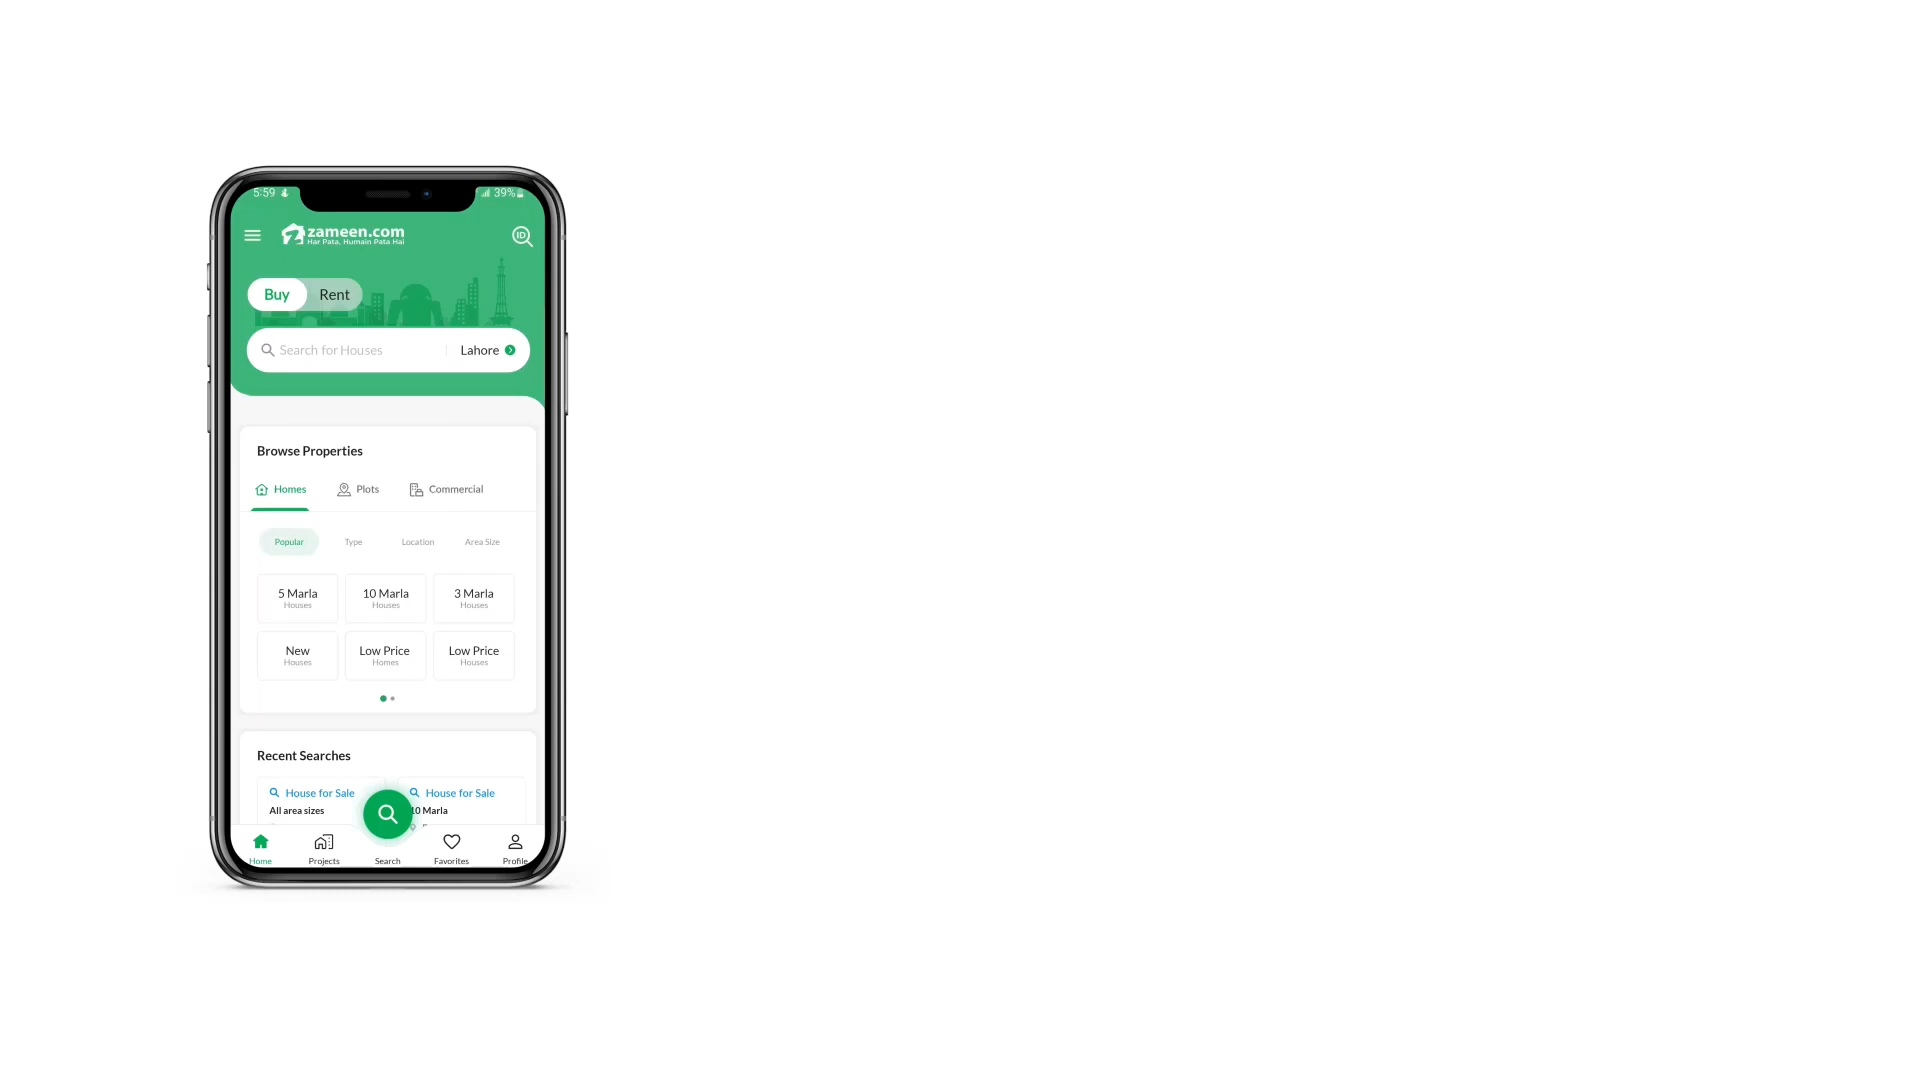 5:59
39%
zameen.com
Har Pata, Humain Pata Hai
ID
Buy Rent
Search for Houses Lahore
Browse Properties
Homes Plots Commercial
Popular Type Location Area Size
5 Marla 10 Marla 3 Marla
Houses Houses Houses
New Low Price Low Price
Houses Homes Houses
Recent Searches
House for Sale House for Sale
All area sizes 10 Marla
Home Projects Search Favorites Profile